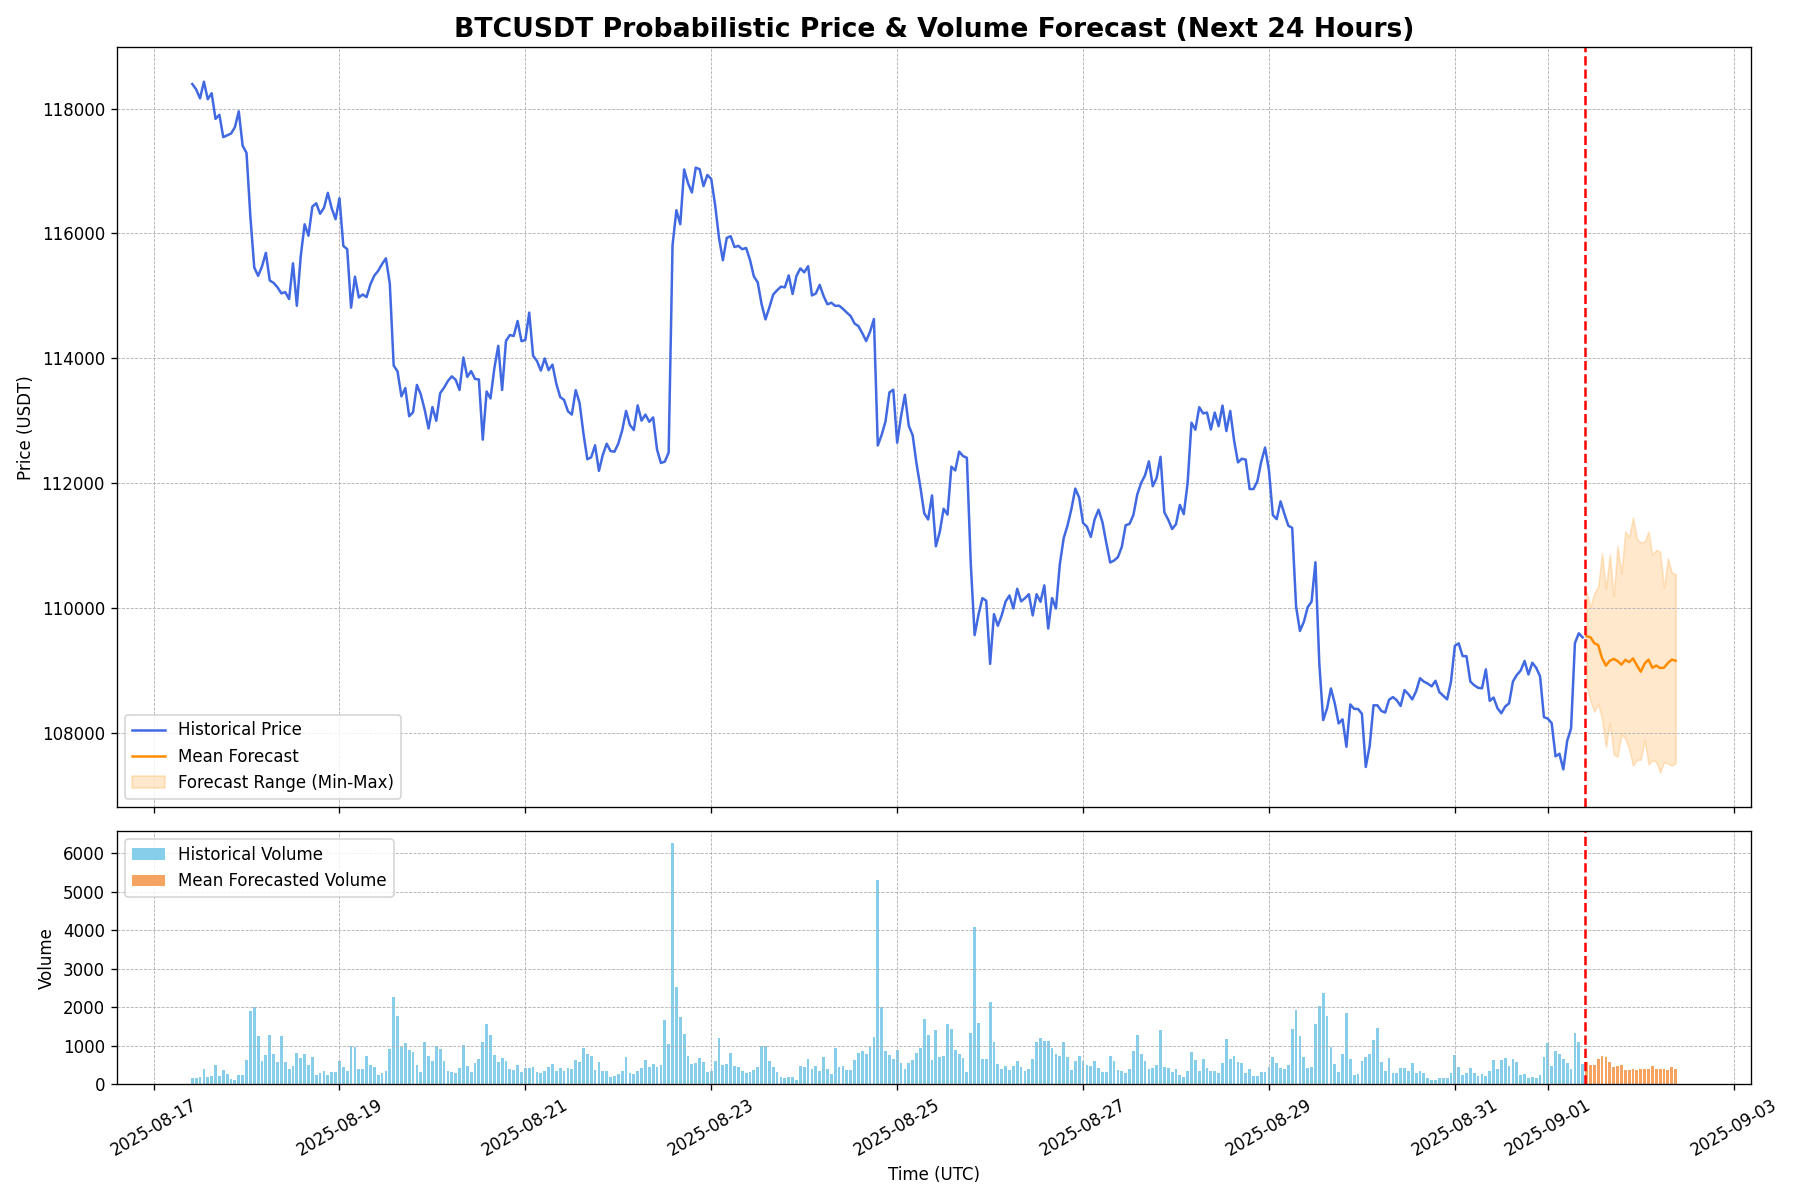 BTCUSDT Probabilistic Price & Volume Forecast (Next 24 Hours)
118000
116000
114000
112000
110000
108000
Price (USDT)
Historical Price
Mean Forecast
Forecast Range (Min-Max)
6000
5000
4000
3000
2000
1000
0
Volume
Historical Volume
Mean Forecasted Volume
2025-08-17
2025-08-19
2025-08-21
2025-08-23
2025-08-25
2025-08-27
2025-08-29
2025-08-31
2025-09-01
2025-09-03
Time (UTC)